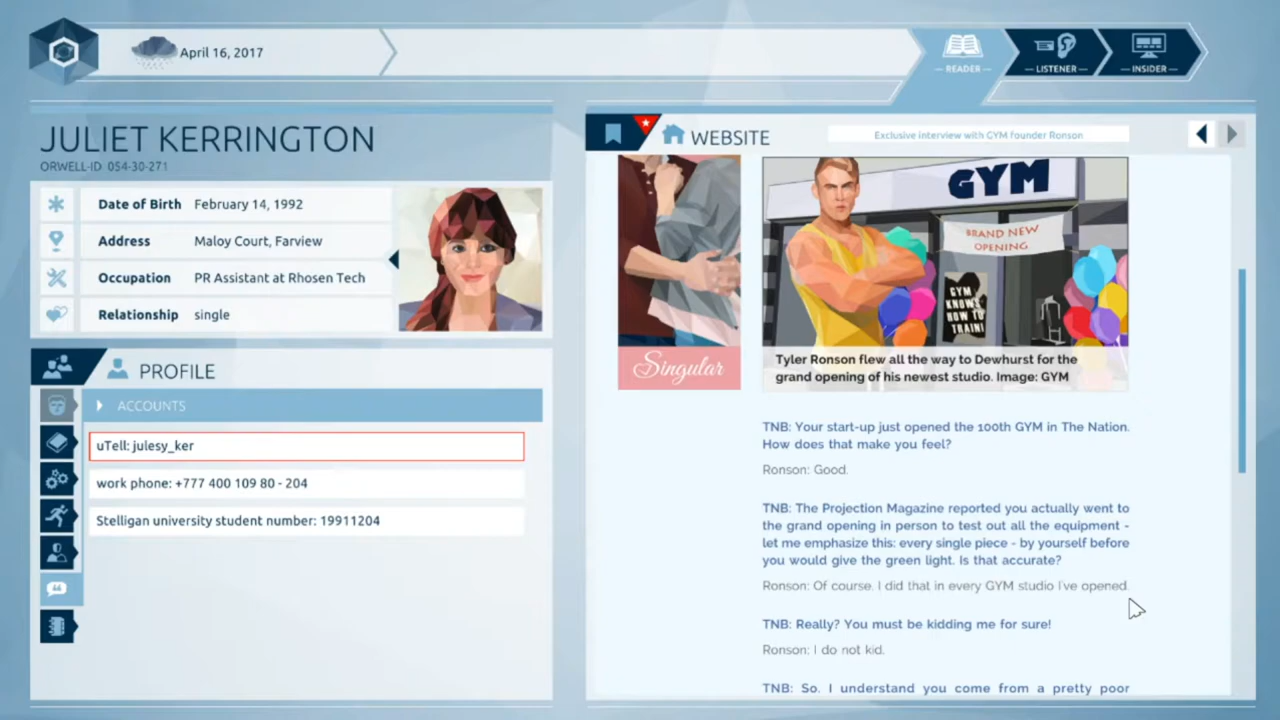 April 16, 2017
READER
LISTENER
INSIDER
JULIET KERRINGTON
ORWELL-ID 054-30-271
Date of Birth February 14, 1992
Address Maloy Court, Farview
Occupation PR Assistant at Rhosen Tech
Relationship single
PROFILE
ACCOUNTS
uTell: julesy_ker
work phone: +777 400 109 80 - 204
Stelligan university student number: 19911204
WEBSITE
Exclusive interview with GYM founder Ronson
Singular
GYM
BRAND NEW
OPENING
GYM
KNOWS
HOW TO
TRAIN!
Tyler Ronson flew all the way to Dewhurst for the
grand opening of his newest studio. Image: GYM
TNB: Your start-up just opened the 100th GYM in The Nation.
How does that make you feel?
Ronson: Good.
TNB: The Projection Magazine reported you actually went to
the grand opening in person to test out all the equipment -
let me emphasize this: every single piece - by yourself before
you would give the green light. Is that accurate?
Ronson: Of course. I did that in every GYM studio I've opened.
TNB: Really? You must be kidding me for sure!
Ronson: I do not kid.
TNB: So. I understand you come from a pretty poor